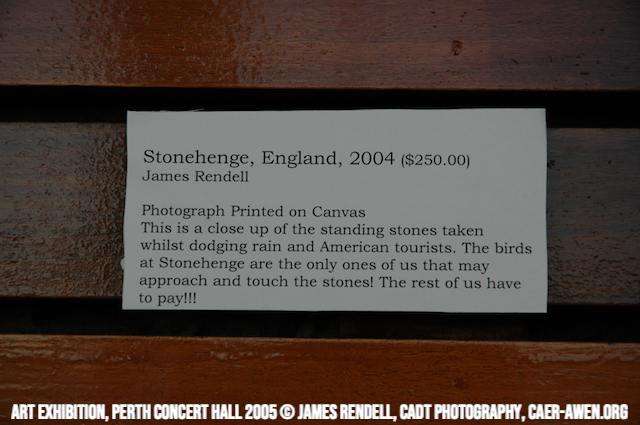 Stonehenge, England, 2004 ($250.00)
James Rendell
Photograph Printed on Canvas
This is a close up of the standing stones taken
whilst dodging rain and American tourists. The birds
at Stonehenge are the only ones of us that may
approach and touch the stones! The rest of us have
to pay!!!
ART EXHIBITION, PERTH CONCERT HALL 2005 © JAMES RENDELL, CADT PHOTOGRAPHY, CAER-AWEN.ORG